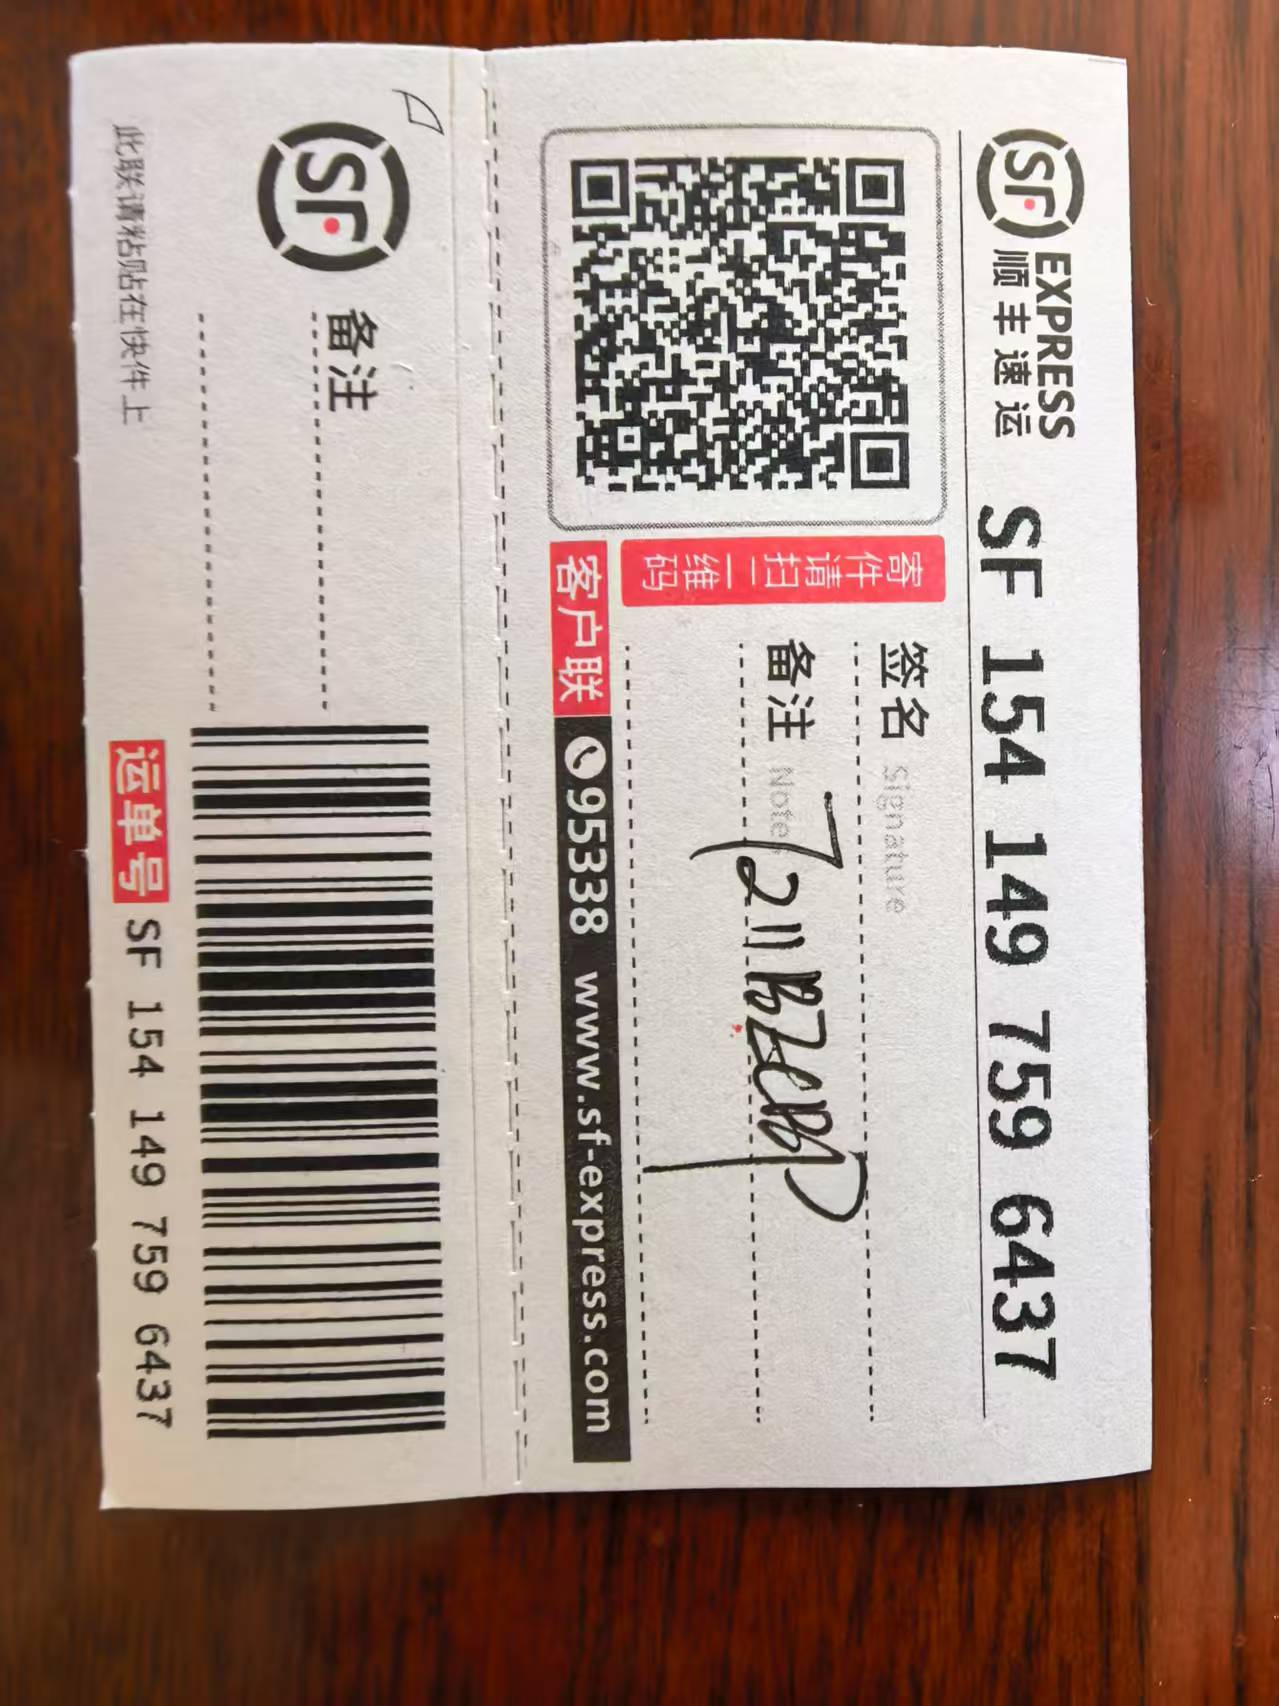 SF EXPRESS
顺丰速运
SF 154 149 759 6437
签名 Signature
备注 Note
寄件请扫二维码
客户联 95338 www.sf-express.com
SF
备注
此联请粘贴在快件上
运单号 SF 154 149 759 6437